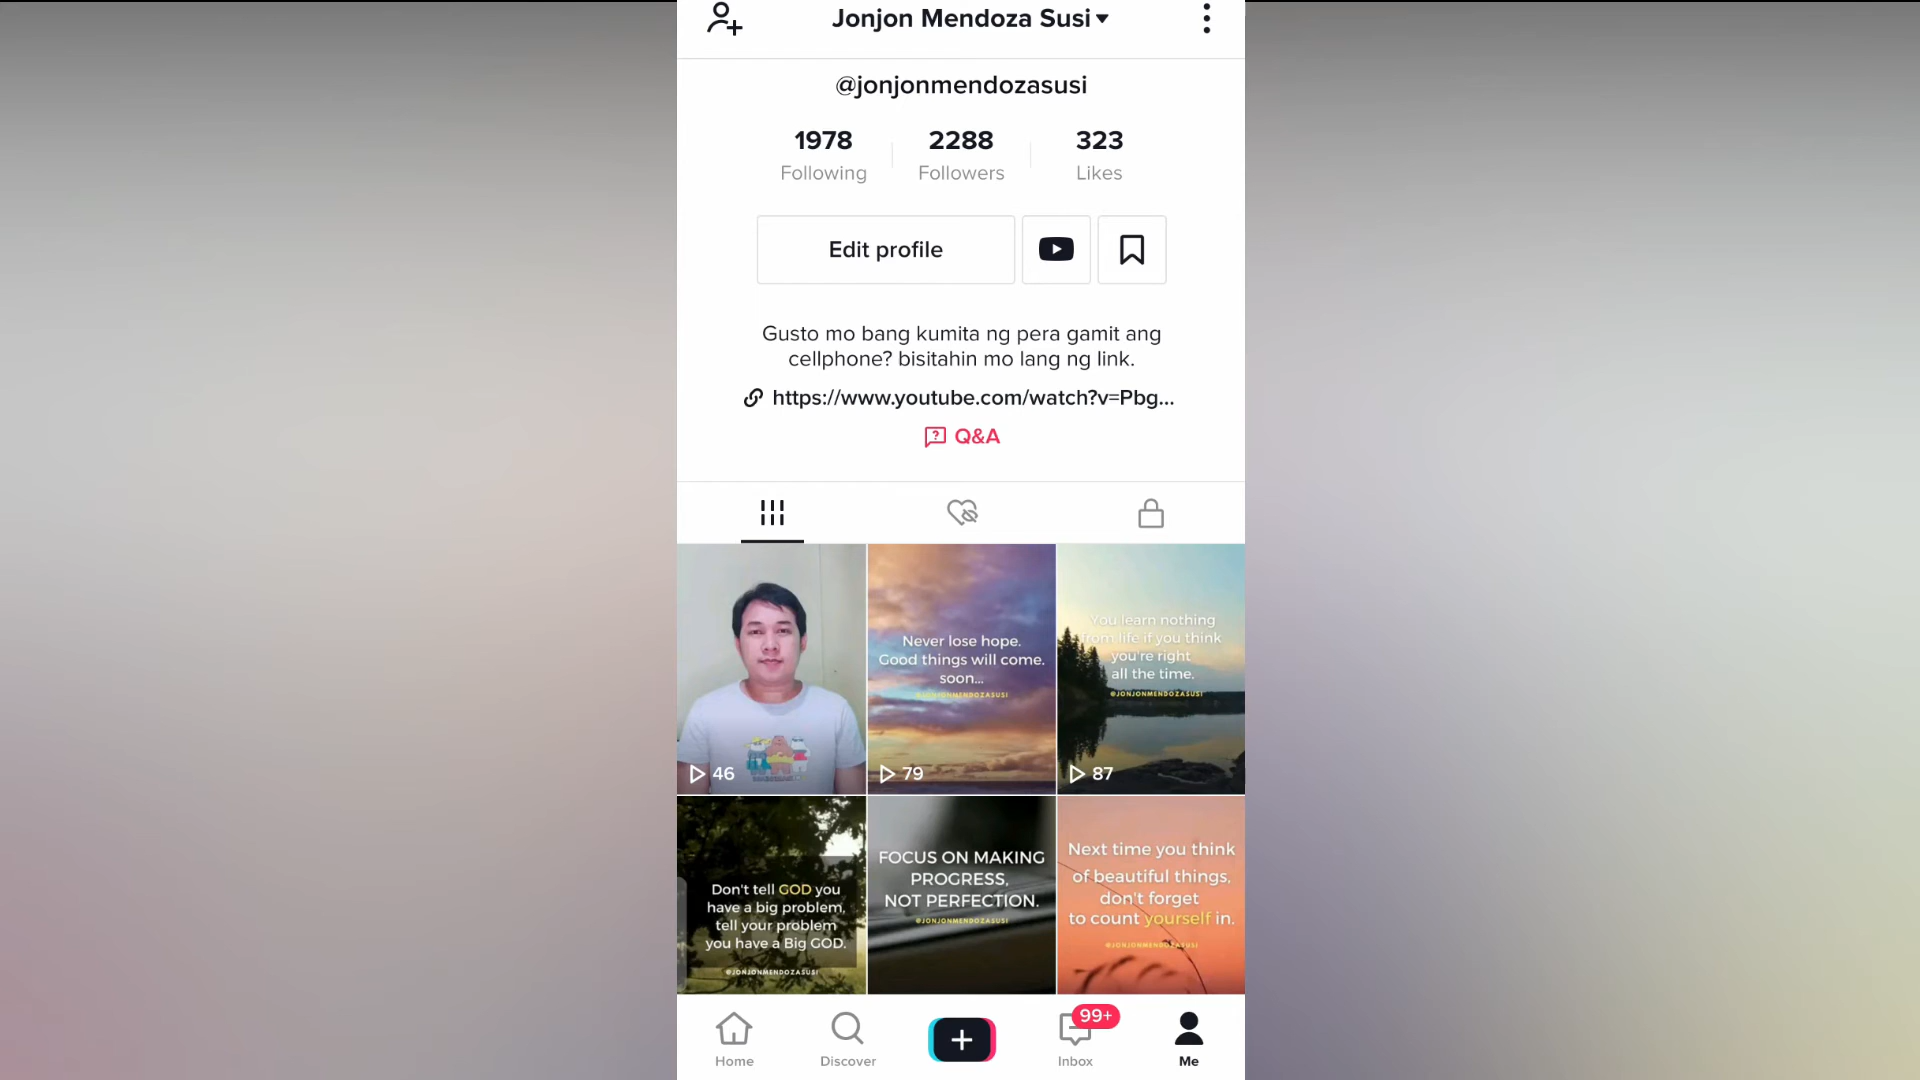 Jonjon Mendoza Susi
@jonjonmendozasusi
1978
2288
323
Following
Followers
Likes
Edit profile
Gusto mo bang kumita ng pera gamit ang
cellphone? bisitahin mo lang ng link.
https://www.youtube.com/watch?v=Pbg...
Q&A
46
Never lose hope.
Good things will come.
soon...
@JONJONMENDOZASUSI
79
You learn nothing
from life if you think
you're right
all the time.
@JONJONMENDOZASUSI
87
Don't tell GOD you
have a big problem,
tell your problem
you have a Big GOD.
@JONJONMENDOZASUSI
FOCUS ON MAKING
PROGRESS,
NOT PERFECTION.
@JONJONMENDOZASUSI
Next time you think
of beautiful things,
don't forget
to count yourself in.
@JONJONMENDOZASUSI
99+
Home
Discover
Inbox
Me